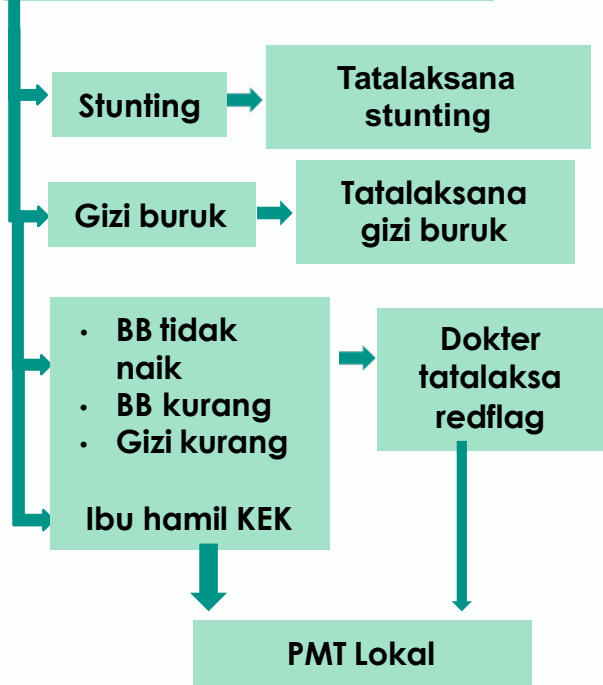 Stunting
Tatalaksana
stunting
Gizi buruk
Tatalaksana
gizi buruk
• BB tidak
naik
• BB kurang
• Gizi kurang
Ibu hamil KEK
Dokter
tatalaksa
redflag
PMT Lokal